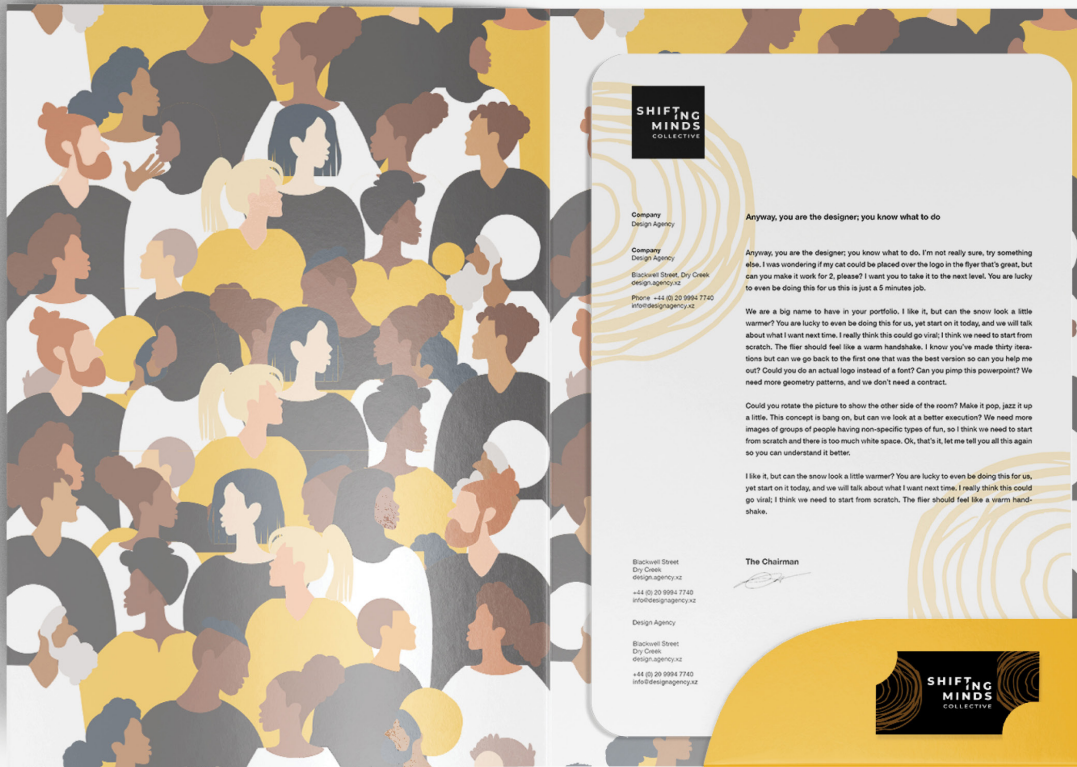 SHIFTING
MINDS
COLLECTIVE
Company
Design Agency
Company
Design Agency
Blackwell Street, Dry Creek
design.agency.xz
Phone +44 (0) 20 9994 7740
info@designagency.xz
Anyway, you are the designer; you know what to do
Anyway, you are the designer; you know what to do. I'm not really sure, try something
else. I was wondering if my cat could be placed over the logo in the flyer that's great, but
can you make it work for 2, please? I want you to take it to the next level. You are lucky
to even be doing this for us this is just a 5 minutes job.
We are a big name to have in your portfolio. I like it, but can the snow look a little
warmer? You are lucky to even be doing this for us, yet start on it today, and we will talk
about what I want next time. I really think this could go viral; I think we need to start from
scratch. The flier should feel like a warm handshake. I know you've made thirty itera-
tions but can we go back to the first one that was the best version so can you help me
out? Could you do an actual logo instead of a font? Can you pimp this powerpoint? We
need more geometry patterns, and we don't need a contract.
Could you rotate the picture to show the other side of the room? Make it pop, jazz it up
a little. This concept is bang on, but can we look at a better execution? We need more
images of groups of people having non-specific types of fun, so I think we need to start
from scratch and there is too much white space. Ok, that's it, let me tell you all this again
so you can understand it better.
I like it, but can the snow look a little warmer? You are lucky to even be doing this for us,
yet start on it today, and we will talk about what I want next time. I really think this could
go viral; I think we need to start from scratch. The flier should feel like a warm hand-
shake.
The Chairman
Blackwell Street
Dry Creek
design.agency.xz
+44 (0) 20 9994 7740
info@designagency.xz
Design Agency
Blackwell Street
Dry Creek
design.agency.xz
+44 (0) 20 9994 7740
info@designagency.xz
SHIFTING
MINDS
COLLECTIVE